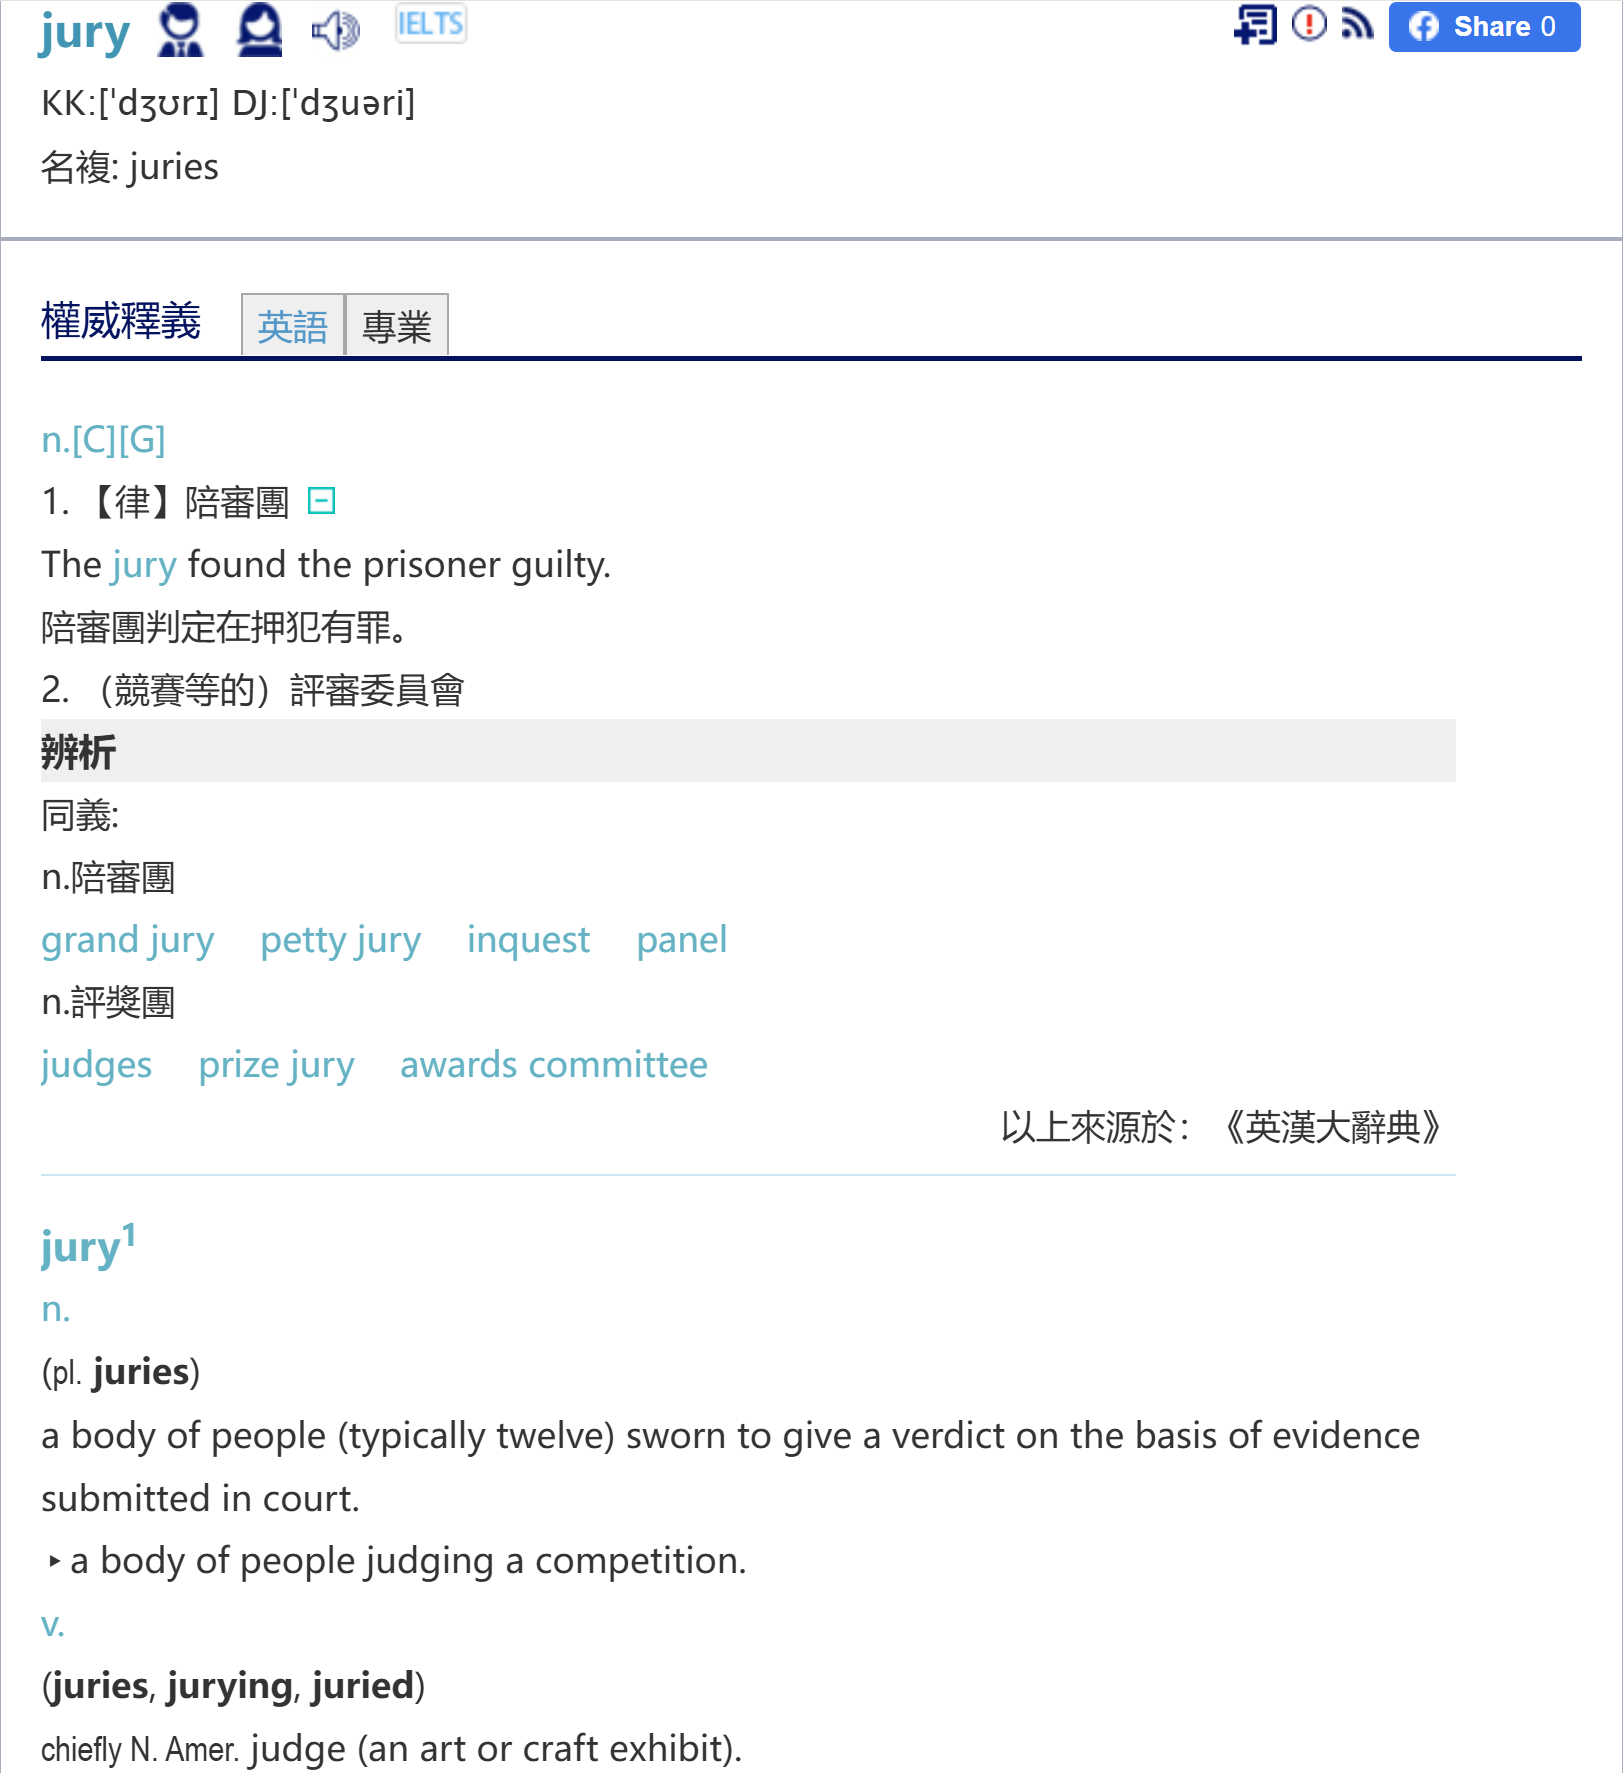 jury IELTS Share 0
KK:[ˈdʒʊrɪ] DJ:[ˈdʒuəri]
名複: juries
權威釋義 英語 專業
n.[C][G]
1. 【律】陪審團
The jury found the prisoner guilty.
陪審團判定在押犯有罪。
2. （競賽等的）評審委員會
辨析
同義:
n.陪審團
grand jury petty jury inquest panel
n.評獎團
judges prize jury awards committee
以上來源於：《英漢大辭典》
jury¹
n.
(pl. juries)
a body of people (typically twelve) sworn to give a verdict on the basis of evidence
submitted in court.
‣ a body of people judging a competition.
v.
(juries, jurying, juried)
chiefly N. Amer. judge (an art or craft exhibit).